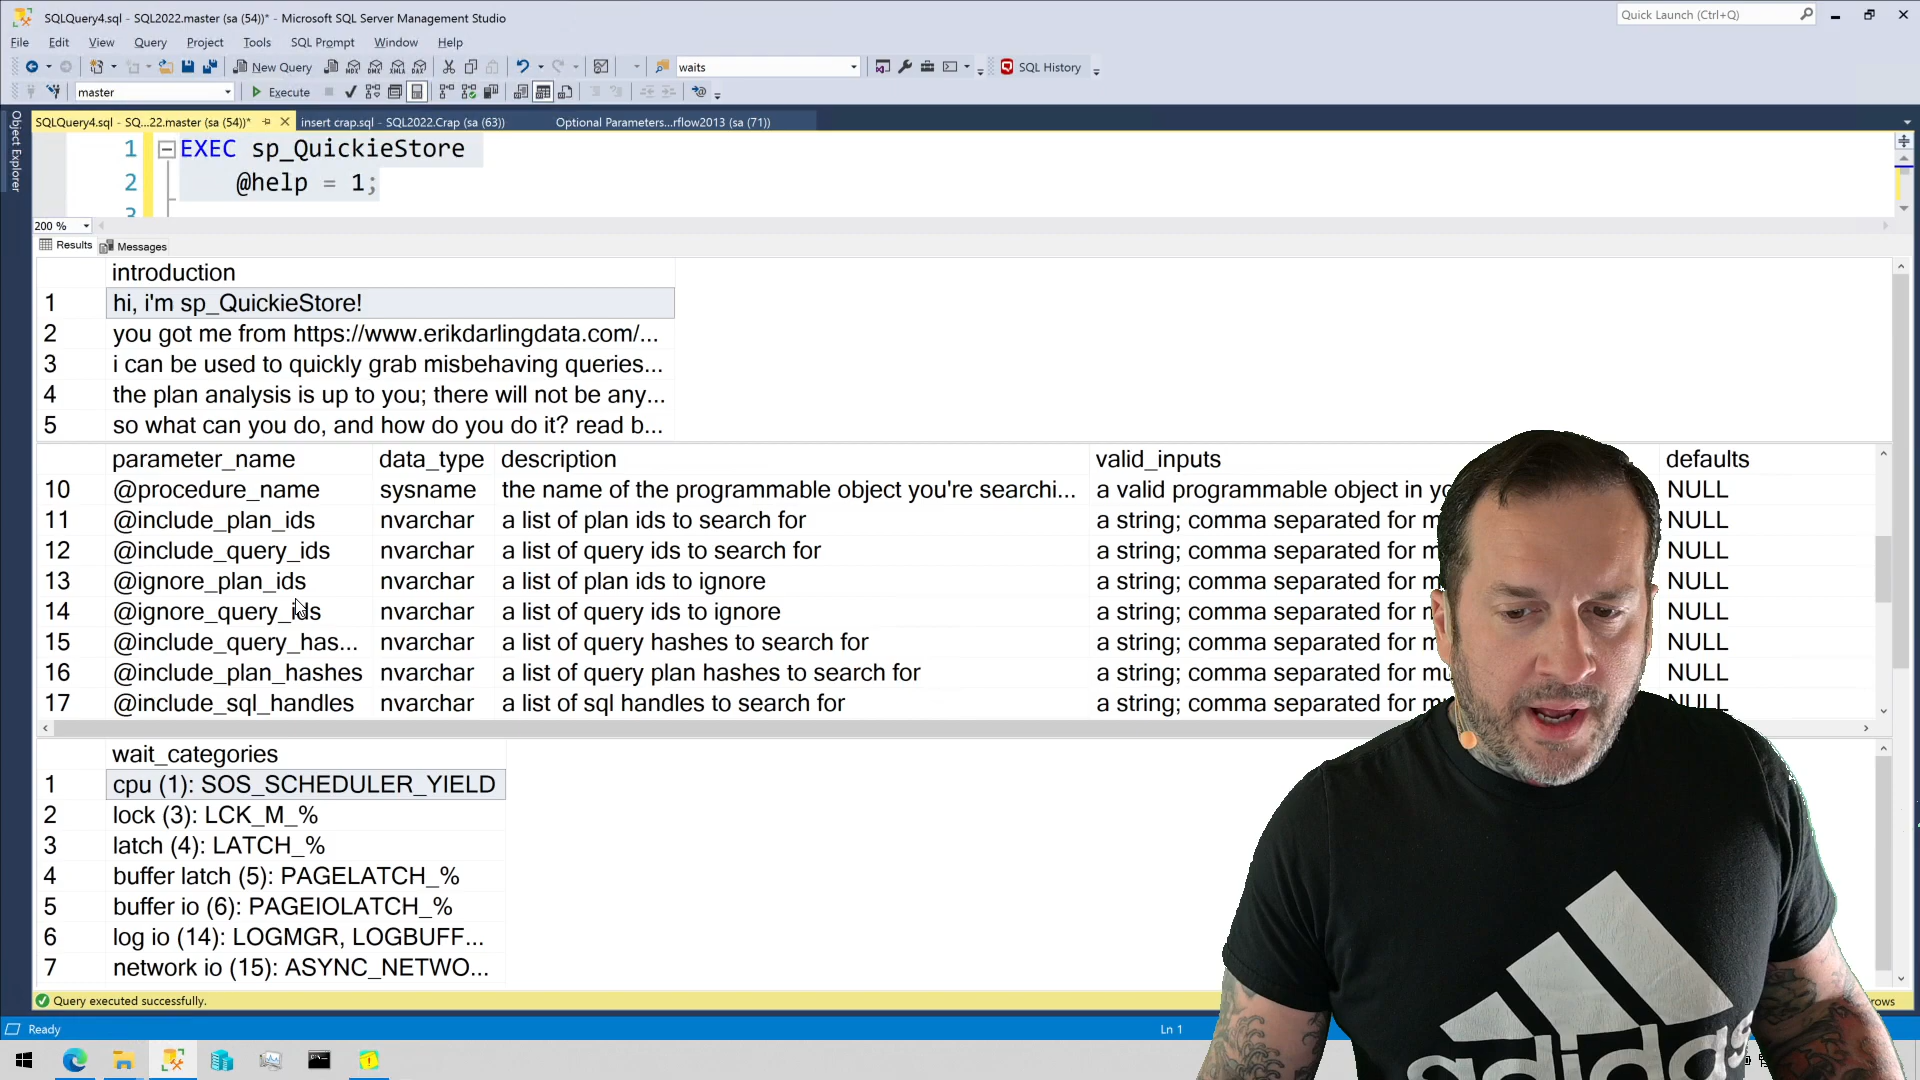 SQLQuery4.sql - SQL2022.master (sa (54))* - Microsoft SQL Server Management Studio
Quick Launch (Ctrl+Q)
File Edit View Query Project Tools SQL Prompt Window Help
New Query MDX DMX XMLA DAX waits SQL History
master Execute
SQLQuery4.sql - SQ...22.master (sa (54))* insert crap.sql - SQL2022.Crap (sa (63)) Optional Parameters...rflow2013 (sa (71))
Object Explorer
1 EXEC sp_QuickieStore
2 @help = 1;
3
200 %
Results Messages
introduction
1 hi, i'm sp_QuickieStore!
2 you got me from https://www.erikdarlingdata.com/...
3 i can be used to quickly grab misbehaving queries...
4 the plan analysis is up to you; there will not be any...
5 so what can you do, and how do you do it? read b...
parameter_name data_type description valid_inputs defaults
10 @procedure_name sysname the name of the programmable object you're searchi... a valid programmable object in NULL
11 @include_plan_ids nvarchar a list of plan ids to search for a string; comma separated for NULL
12 @include_query_ids nvarchar a list of query ids to search for a string; comma separated for NULL
13 @ignore_plan_ids nvarchar a list of plan ids to ignore a string; comma separated for NULL
14 @ignore_query_ids nvarchar a list of query ids to ignore a string; comma separated for NULL
15 @include_query_has... nvarchar a list of query hashes to search for a string; comma separated for NULL
16 @include_plan_hashes nvarchar a list of query plan hashes to search for a string; comma separated for NULL
17 @include_sql_handles nvarchar a list of sql handles to search for a string; comma separated for NULL
wait_categories
1 cpu (1): SOS_SCHEDULER_YIELD
2 lock (3): LCK_M_%
3 latch (4): LATCH_%
4 buffer latch (5): PAGELATCH_%
5 buffer io (6): PAGEIOLATCH_%
6 log io (14): LOGMGR, LOGBUFF...
7 network io (15): ASYNC_NETWO...
Query executed successfully. rows
Ready Ln 1
adidas